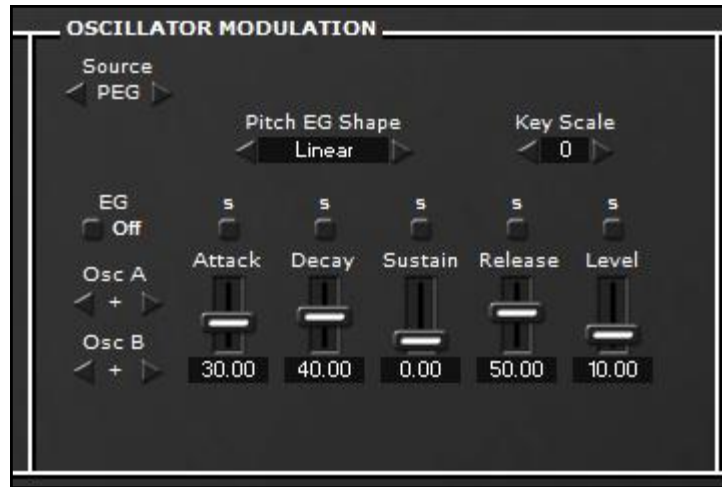 OSCILLATOR MODULATION
Source
PEG
Pitch EG Shape Key Scale
Linear 0
EG s s s s s
Off
Attack Decay Sustain Release Level
Osc A
+
Osc B
+
30.00 40.00 0.00 50.00 10.00